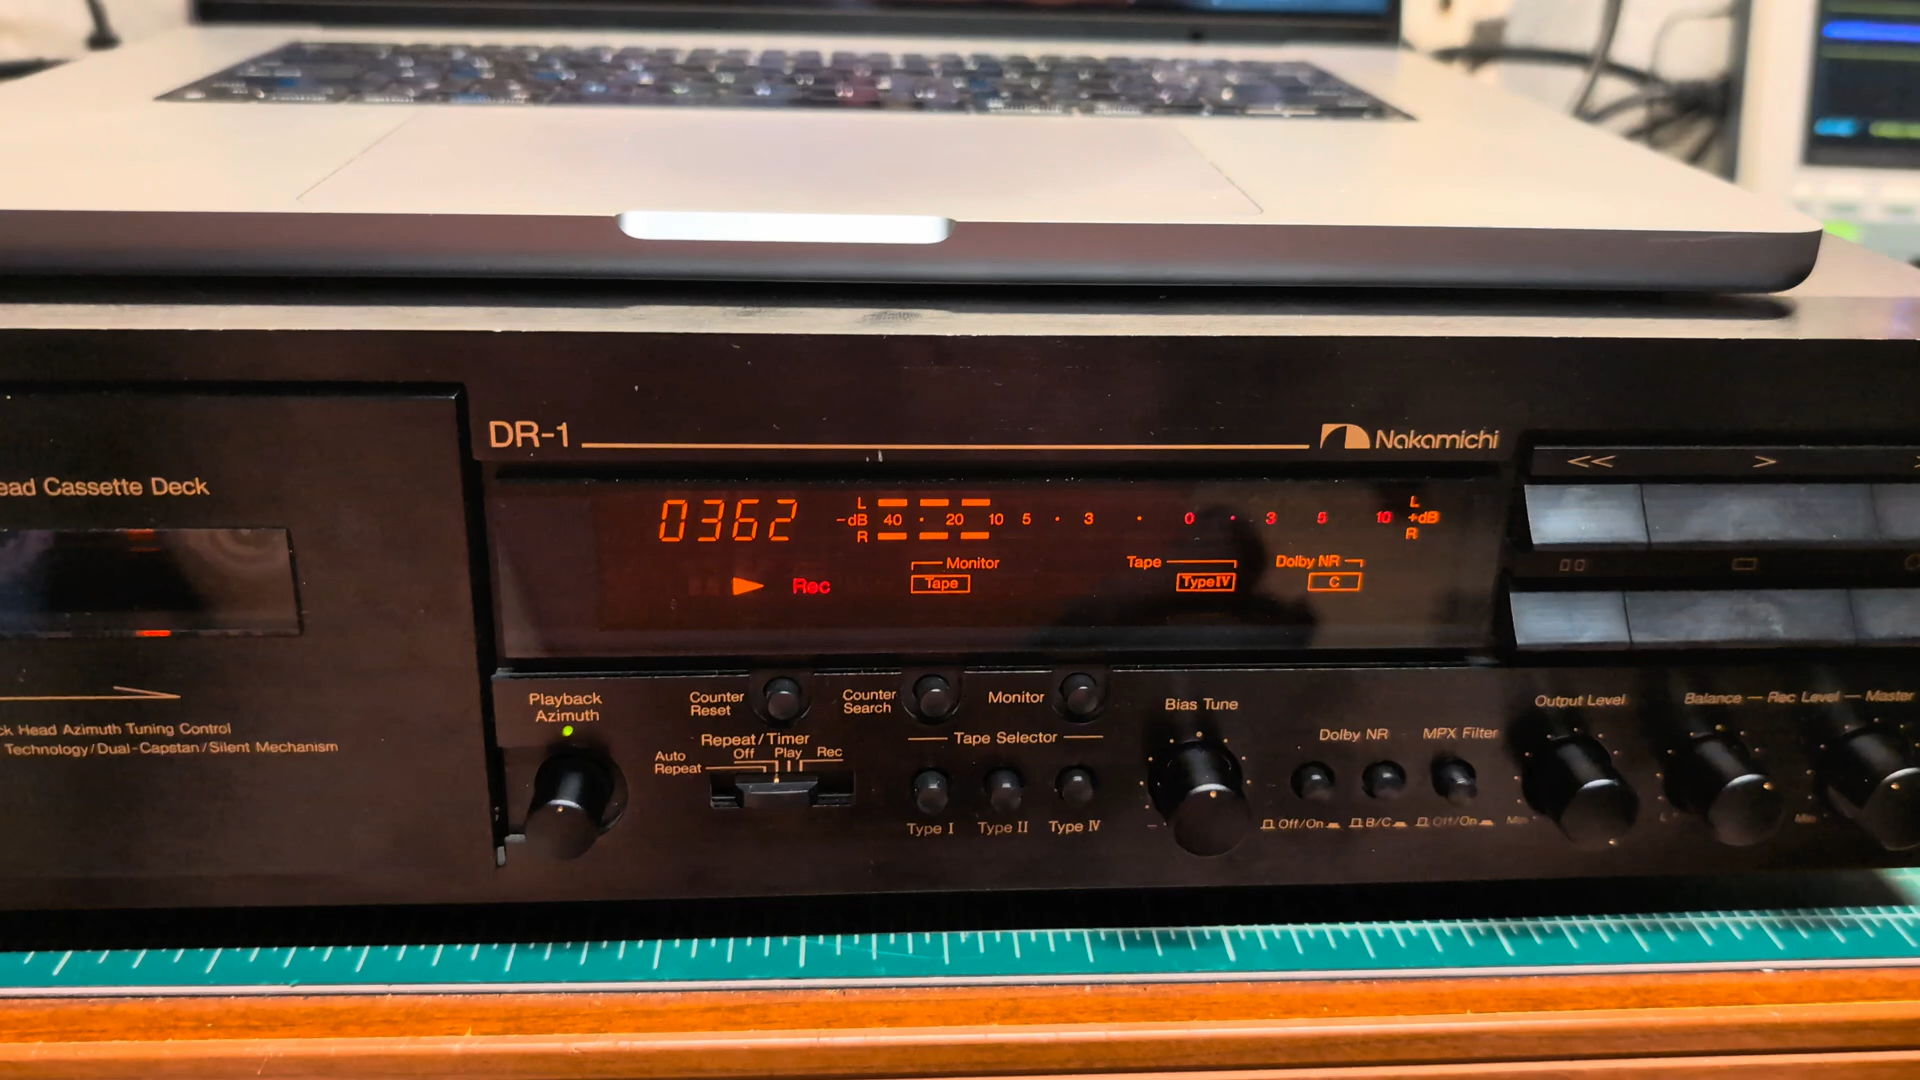 DR-1
Nakamichi
Cassette Deck
<< >
0362
L
-dB 40 · 20 10 5 · 3 · 0 · 3 5 10 +dB
R
L
R
Monitor
Tape
Tape
Type IV
Dolby NR
C
Rec
Head Azimuth Tuning Control
Technology/Dual-Capstan/Silent Mechanism
Playback
Azimuth
Counter
Reset
Counter
Search
Monitor
Bias Tune
Output Level
Balance — Rec Level — Master
Repeat/Timer
Auto
Repeat
Off Play Rec
Tape Selector
Type I Type II Type IV
Dolby NR
MPX Filter
Off/On
B/C
Off/On
Min
L
Min